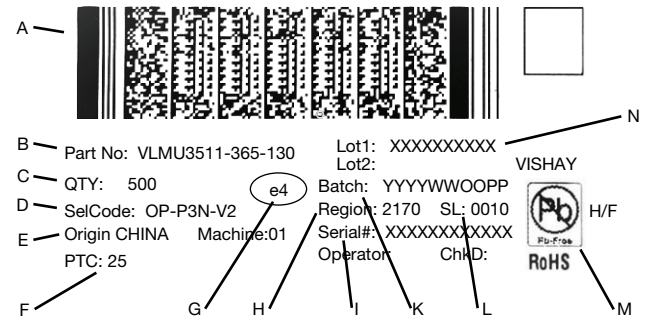 A
N
B
Part No: VLMU3511-365-130
Lot1: XXXXXXXXXX
Lot2:
VISHAY
C
QTY: 500
e4
Batch: YYYYWWOOPP
D
SelCode: OP-P3N-V2
Region: 2170 SL: 0010
Pb
H/F
E
Origin CHINA Machine:01
Serial#: XXXXXXXXXXXX
Pb-Free
PTC: 25
Operator: ChkD:
RoHS
F G H I K L M